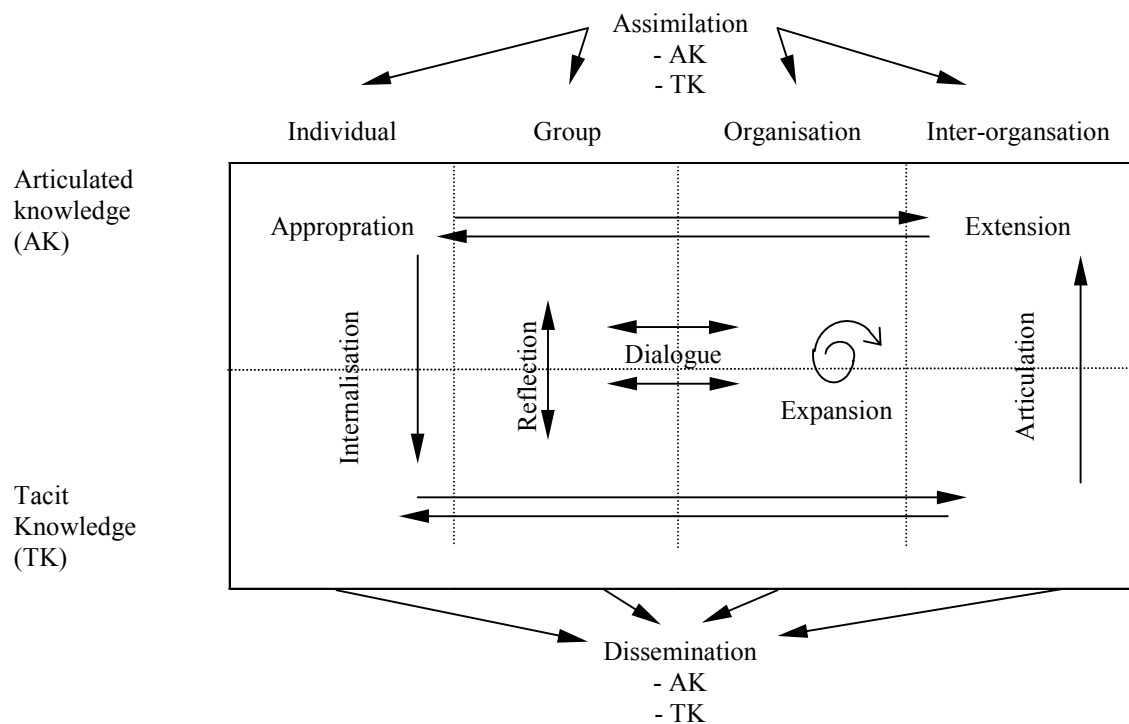 Assimilation
- AK
- TK
Individual
Group
Organisation
Inter-organsation
Articulated
knowledge
(AK)
Appropration
Extension
Internalisation
Reflection
Dialogue
Expansion
Articulation
Tacit
Knowledge
(TK)
Dissemination
- AK
- TK